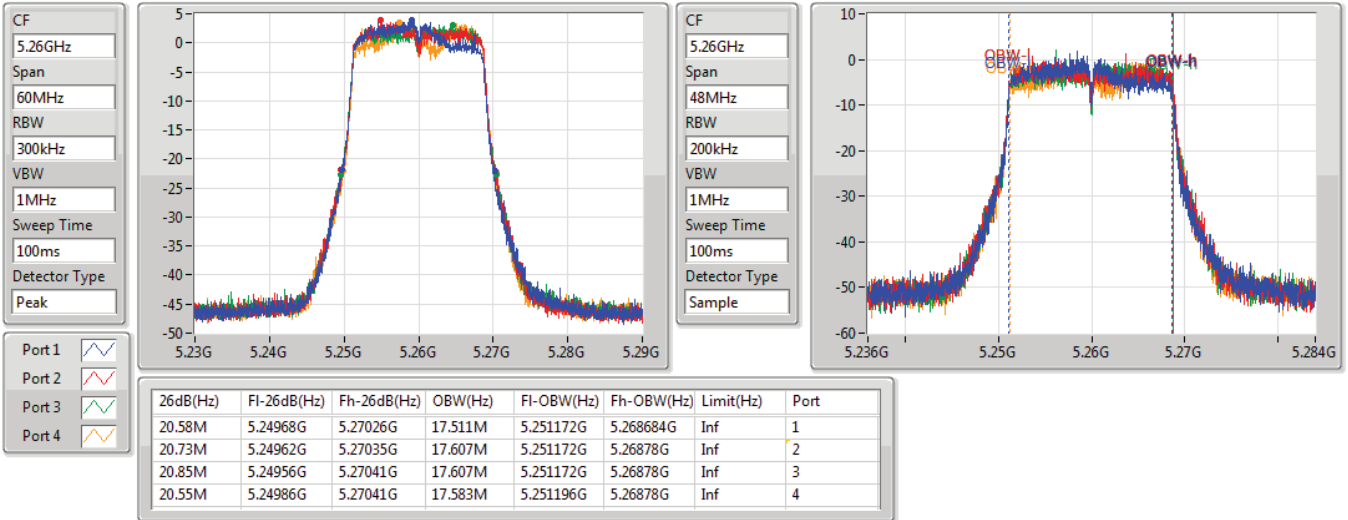 CF
5.26GHz
Span
60MHz
RBW
300kHz
VBW
1MHz
Sweep Time
100ms
Detector Type
Peak
5
0
-5
-10
-15
-20
-25
-30
-35
-40
-45
-50
5.23G 5.24G 5.25G 5.26G 5.27G 5.28G 5.29G
CF
5.26GHz
Span
48MHz
RBW
200kHz
VBW
1MHz
Sweep Time
100ms
Detector Type
Sample
10
0
-10
-20
-30
-40
-50
-60
OBW-l
OBW-h
5.236G 5.25G 5.26G 5.27G 5.284G
Port 1
Port 2
Port 3
Port 4
26dB(Hz) Fl-26dB(Hz) Fh-26dB(Hz) OBW(Hz) Fl-OBW(Hz) Fh-OBW(Hz) Limit(Hz) Port
20.58M 5.24968G 5.27026G 17.511M 5.251172G 5.268684G Inf 1
20.73M 5.24962G 5.27035G 17.607M 5.251172G 5.26878G Inf 2
20.85M 5.24956G 5.27041G 17.607M 5.251172G 5.26878G Inf 3
20.55M 5.24986G 5.27041G 17.583M 5.251196G 5.26878G Inf 4